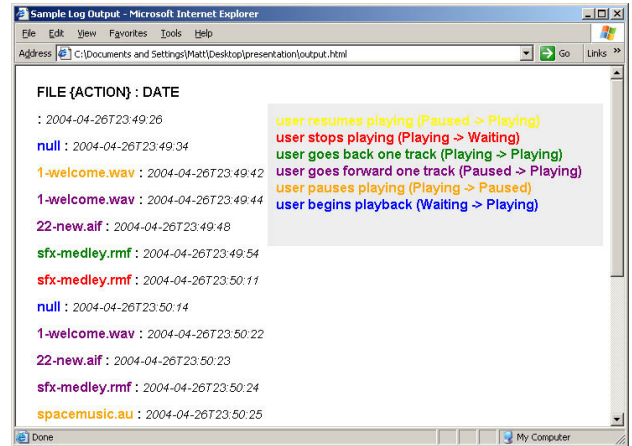 Sample Log Output - Microsoft Internet Explorer
File Edit View Favorites Tools Help
Address C:\Documents and Settings\Matt\Desktop\presentation\output.html Go Links »
FILE {ACTION} : DATE
: 2004-04-26T23:49:26
null : 2004-04-26T23:49:34
1-welcome.wav : 2004-04-26T23:49:42
1-welcome.wav : 2004-04-26T23:49:44
22-new.aif : 2004-04-26T23:49:48
sfx-medley.rmf : 2004-04-26T23:49:54
sfx-medley.rmf : 2004-04-26T23:50:11
null : 2004-04-26T23:50:14
1-welcome.wav : 2004-04-26T23:50:22
22-new.aif : 2004-04-26T23:50:23
sfx-medley.rmf : 2004-04-26T23:50:24
spacemusic.au : 2004-04-26T23:50:25
user resumes playing (Paused -> Playing)
user stops playing (Playing -> Waiting)
user goes back one track (Playing -> Playing)
user goes forward one track (Paused -> Playing)
user pauses playing (Playing -> Paused)
user begins playback (Waiting -> Playing)
Done
My Computer